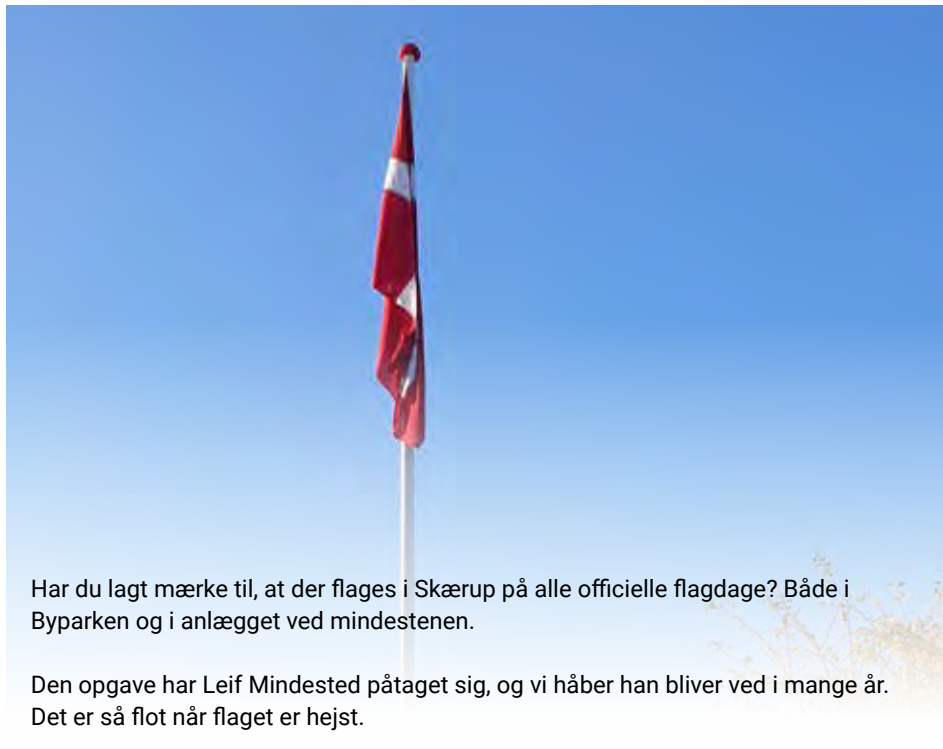 Har du lagt mærke til, at der flages i Skærup på alle officielle flagdage? Både i
Byparken og i anlægget ved mindestenen.
Den opgave har Leif Mindested påtaget sig, og vi håber han bliver ved i mange år.
Det er så flot når flaget er hejst.